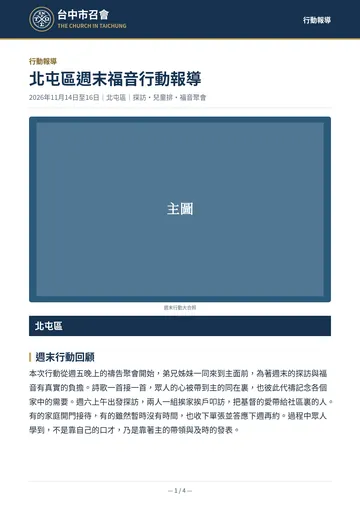 台中市召會
THE CHURCH IN TAICHUNG
行動報導
行動報導
北屯區週末福音行動報導
2026年11月14日至16日｜北屯區｜探訪・兒童排・福音聚會
主圖
週末行動大合照
北屯區
週末行動回顧
本次行動從週五晚上的禱告聚會開始，弟兄姊妹一同來到主面前，為著週末的探訪與福
音有真實的負擔。詩歌一首接一首，眾人的心被帶到主的同在裏，也彼此代禱記念各個
家中的需要。週六上午出發探訪，兩人一組挨家挨戶叩訪，把基督的愛帶給社區裏的人。
有的家庭開門接待，有的雖然暫時沒有時間，也收下單張並答應下週再約。過程中眾人
學到，不是靠自己的口才，乃是靠著主的帶領與及時的發表。
— 1 / 4 —